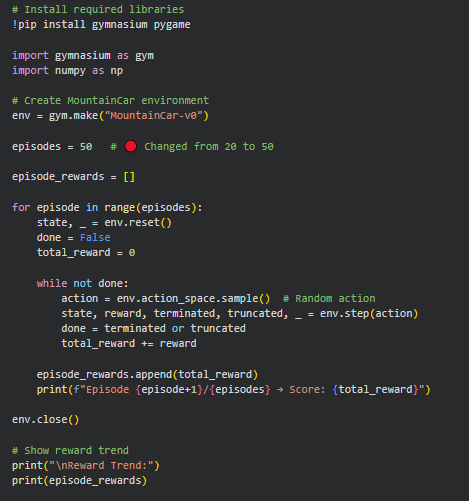 # Install required libraries
!pip install gymnasium pygame

import gymnasium as gym
import numpy as np

# Create MountainCar environment
env = gym.make("MountainCar-v0")

episodes = 50   # 🔴 Changed from 20 to 50

episode_rewards = []

for episode in range(episodes):
    state, _ = env.reset()
    done = False
    total_reward = 0

    while not done:
        action = env.action_space.sample()  # Random action
        state, reward, terminated, truncated, _ = env.step(action)
        done = terminated or truncated
        total_reward += reward

    episode_rewards.append(total_reward)
    print(f"Episode {episode+1}/{episodes} → Score: {total_reward}")

env.close()

# Show reward trend
print("\nReward Trend:")
print(episode_rewards)